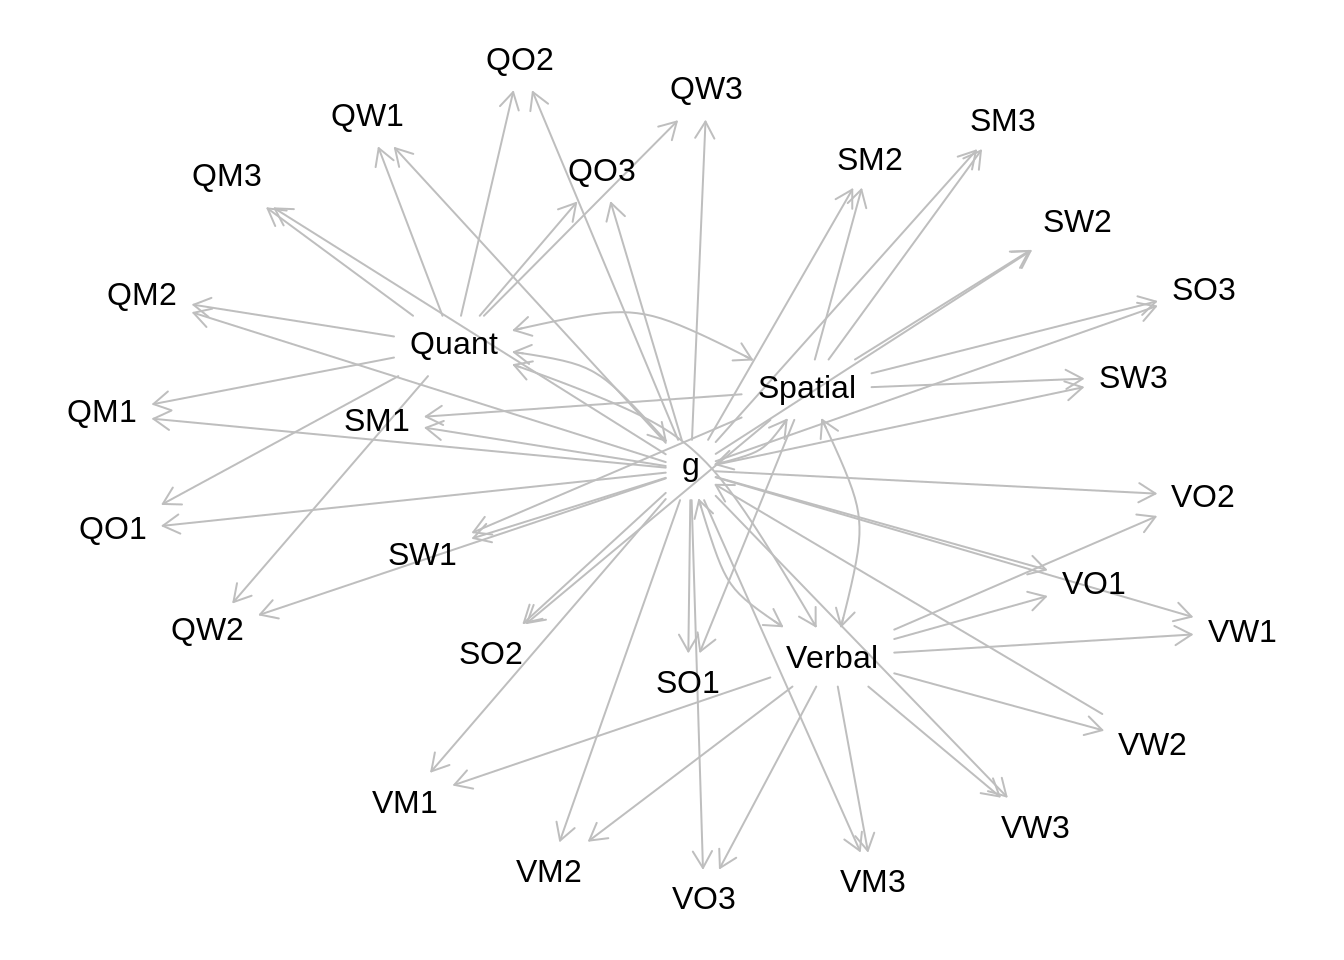 QO2
QW3
QW1
SM3
SM2
QO3
QM3
SW2
SO3
QM2
Quant
SW3
Spatial
QM1
SM1
g
VO2
QO1
SW1
VO1
QW2
VW1
SO2
Verbal
SO1
VW2
VM1
VW3
VM2
VM3
VO3